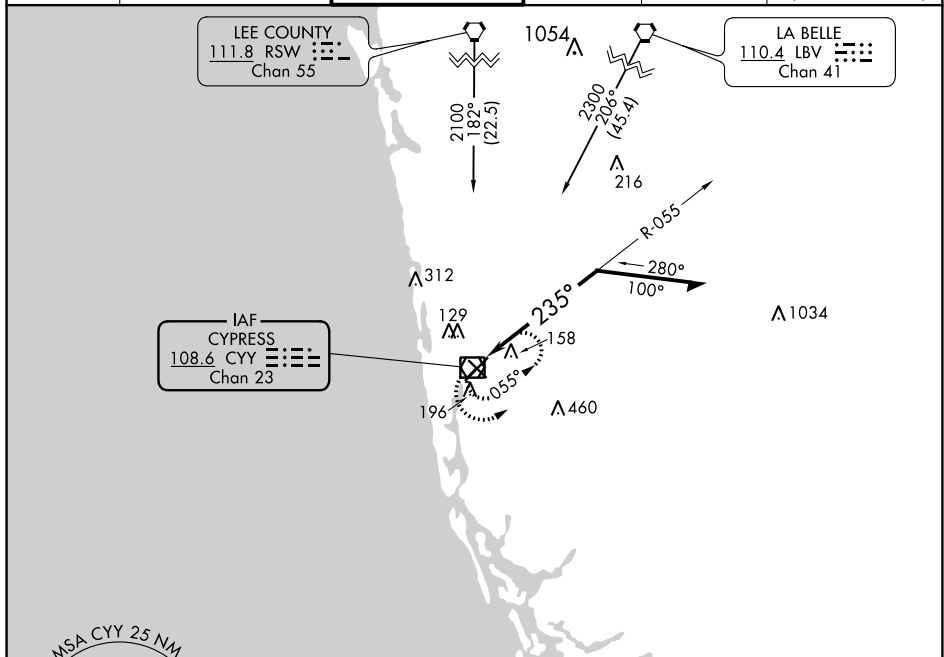 LEE COUNTY
111.8 RSW
Chan 55
1054
LA BELLE
110.4 LBV
Chan 41
2100
182°
(22.5)
2300
206°
(45.4)
216
R-055
312
280°
100°
235°
1034
129
158
IAF
CYPRESS
108.6 CYY
Chan 23
055°
196
460
MSA CYY 25 NM